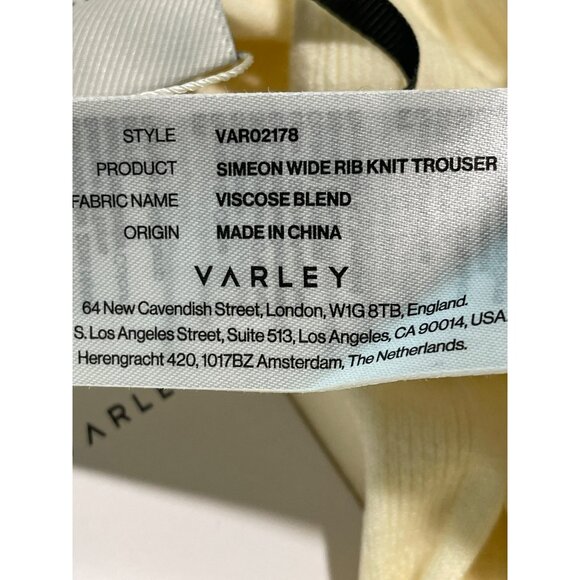 STYLE VAR02178
PRODUCT SIMEON WIDE RIB KNIT TROUSER
FABRIC NAME VISCOSE BLEND
ORIGIN MADE IN CHINA
VARLEY
64 New Cavendish Street, London, W1G 8TB, England.
S. Los Angeles Street, Suite 513, Los Angeles, CA 90014, USA
Herengracht 420, 1017BZ Amsterdam, The Netherlands.
ARLEY